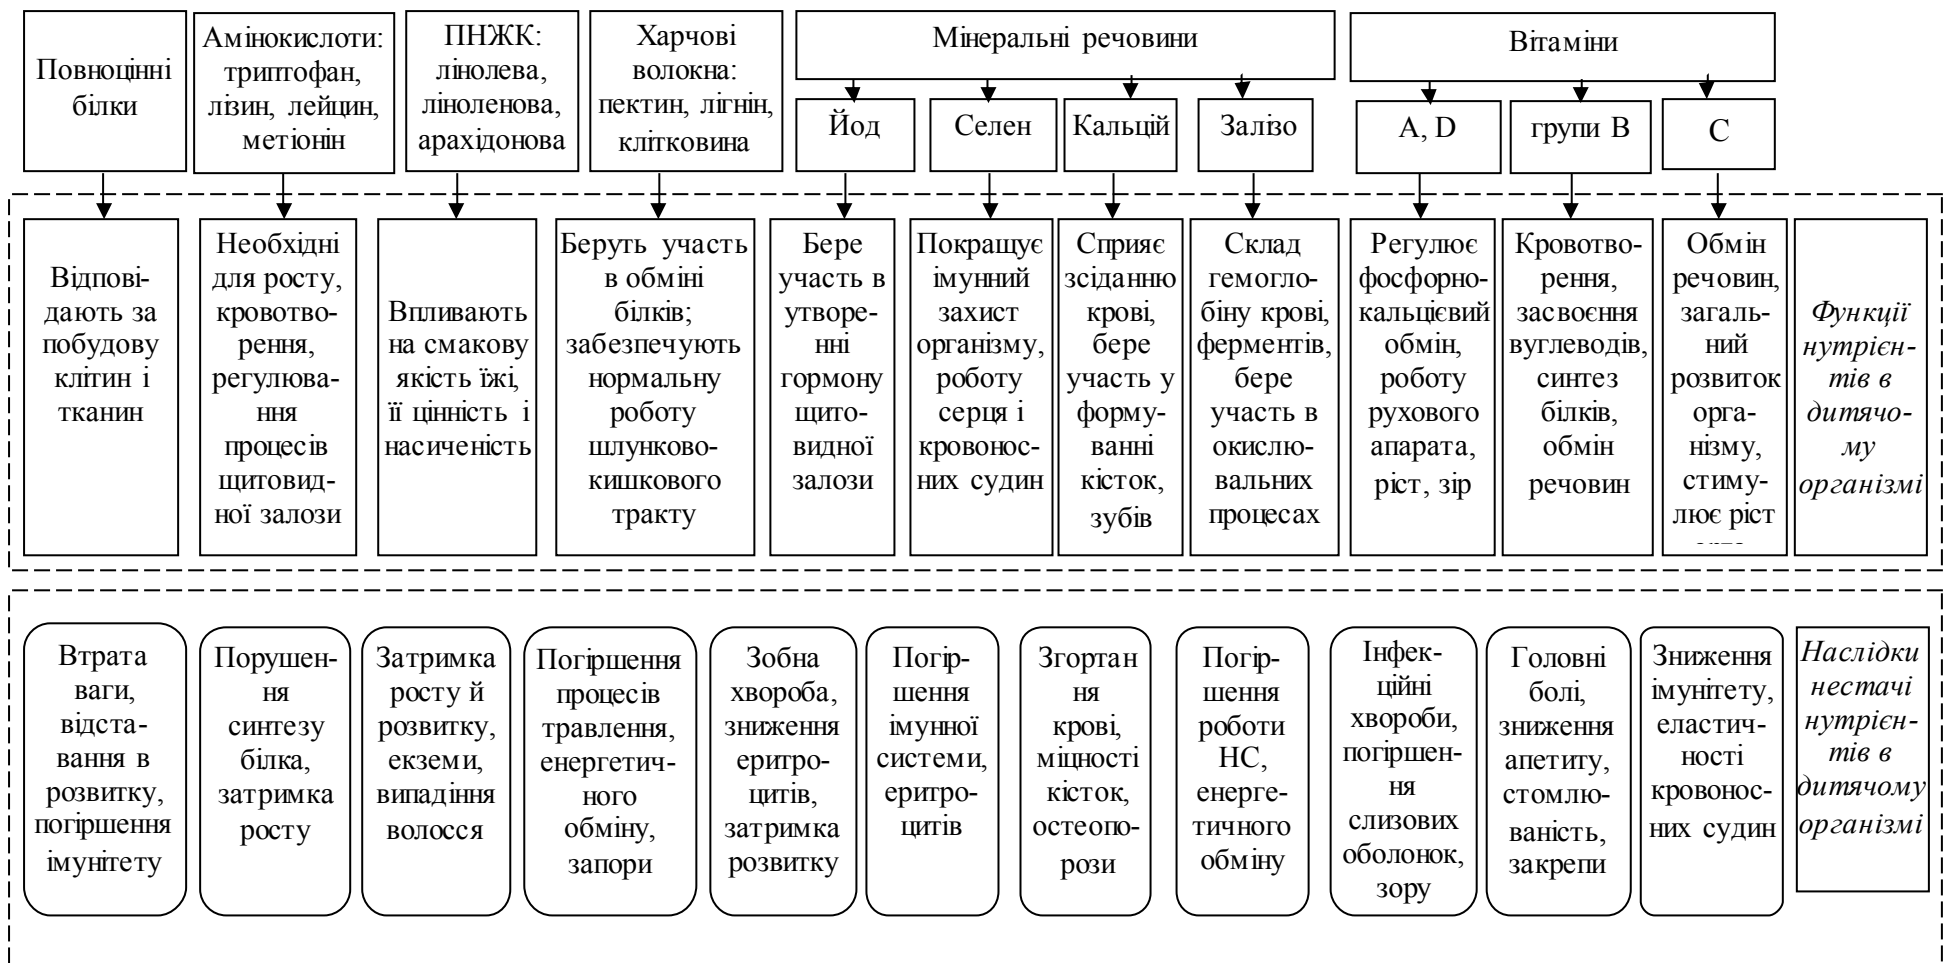 Повноцінні
білки
Амінокислоти:
триптофан,
лізин, лейцин,
метіонін
ПНЖК:
лінолева,
ліноленова,
арахідонова
Харчові
волокна:
пектин, лігнін,
клітковина
Мінеральні речовини
Вітаміни
Йод
Селен
Кальцій
Залізо
A, D
групи В
С
Відпові-
дають за
побудову
клітин і
тканин
Необхідні
для росту,
кровотво-
рення,
регулюва-
ння
процесів
щитовид-
ної залози
Впливають
на смакову
якість їжі,
її цінність і
насиченість
Беруть участь
в обміні
білків;
забезпечують
нормальну
роботу
шлунково-
кишкового
тракту
Бере
участь в
утворе-
нні
гормону
щито-
видної
залози
Покращує
імунний
захист
організму,
роботу
серця і
кровонос-
них судин
Сприяє
зсіданню
крові,
бере
участь у
форму-
ванні
кісток,
зубів
Склад
гемогло-
біну крові,
ферментів,
бере
участь в
окислю-
вальних
процесах
Регулює
фосфорно-
кальцієвий
обмін,
роботу
рухового
апарата,
ріст, зір
Кровотво-
рення,
засвоєння
вуглеводів,
синтез
білків,
обмін
речовин
Обмін
речовин,
загаль-
ний
розвиток
орга-
нізму,
стиму-
лює ріст
Функції
нутрієн-
тів в
дитячо-
му
організмі
Втрата
ваги,
відста-
вання в
розвитку,
погіршення
імунітету
Порушен-
ня
синтезу
білка,
затримка
росту
Затримка
росту й
розвитку,
екземи,
випадіння
волосся
Погіршення
процесів
травлення,
енергетич-
ного
обміну,
запори
Зобна
хвороба,
зниження
еритро-
цитів,
затримка
розвитку
Погір-
шення
імунної
системи,
еритро-
цитів
Згортан
ня
крові,
міцності
кісток,
остеопо-
рози
Погір-
шення
роботи
НС,
енерге-
тичного
обміну
Інфек-
ційні
хвороби,
погіршен-
ня
слизових
оболонок,
зору
Головні
болі,
зниження
апетиту,
стомлю-
ваність,
закрепи
Зниження
імунітету,
еластич-
ності
кровонос-
них судин
Наслідки
нестачі
нутрієн-
тів в
дитячому
організмі